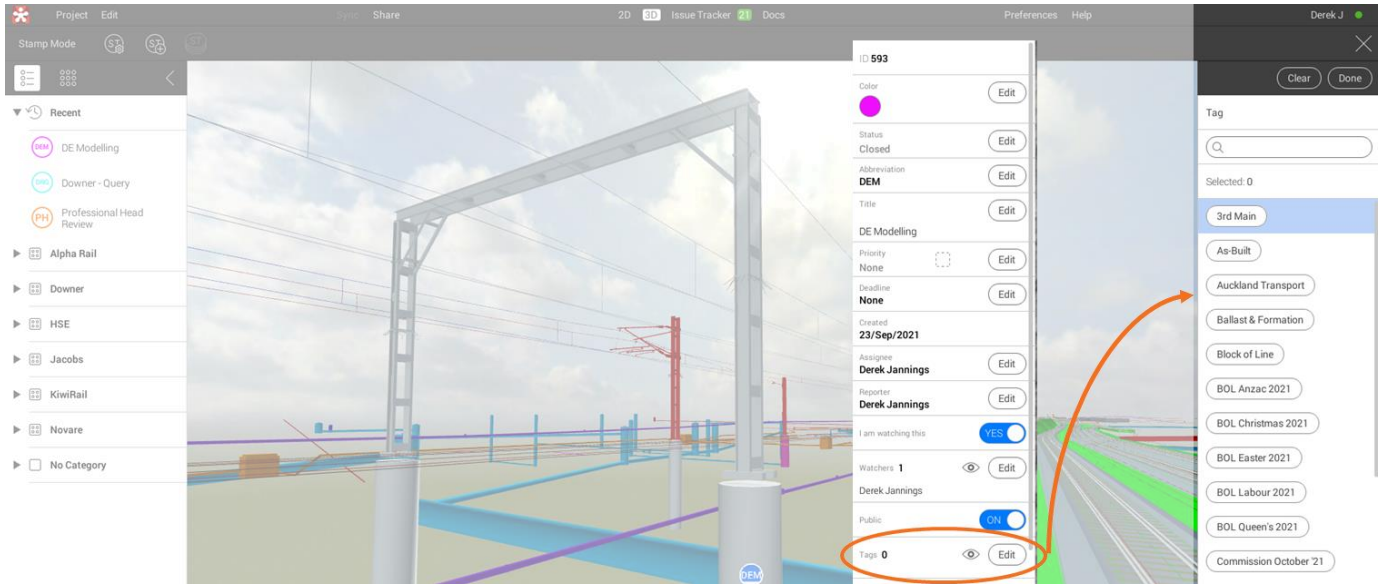 Project Edit Sync Share 2D 3D Issue Tracker 21 Docs Preferences Help Derek J
Stamp Mode ST ST ST
Clear Done
Recent
DEM DE Modelling
Downer - Query
PH Professional Head
Review
Alpha Rail
Downer
HSE
Jacobs
KiwiRail
Novare
No Category
ID 593
Color
Edit
Status
Closed
Edit
Abbreviation
DEM
Edit
Title
Edit
DE Modelling
Priority
None
Edit
Deadline
None
Edit
Created
23/Sep/2021
Assignee
Derek Jannings
Edit
Reporter
Derek Jannings
Edit
I am watching this YES
Watchers 1 Edit
Derek Jannings
Public ON
Tags 0 Edit
DEM
Tag
Selected: 0
3rd Main
As-Built
Auckland Transport
Ballast & Formation
Block of Line
BOL Anzac 2021
BOL Christmas 2021
BOL Easter 2021
BOL Labour 2021
BOL Queen's 2021
Commission October '21